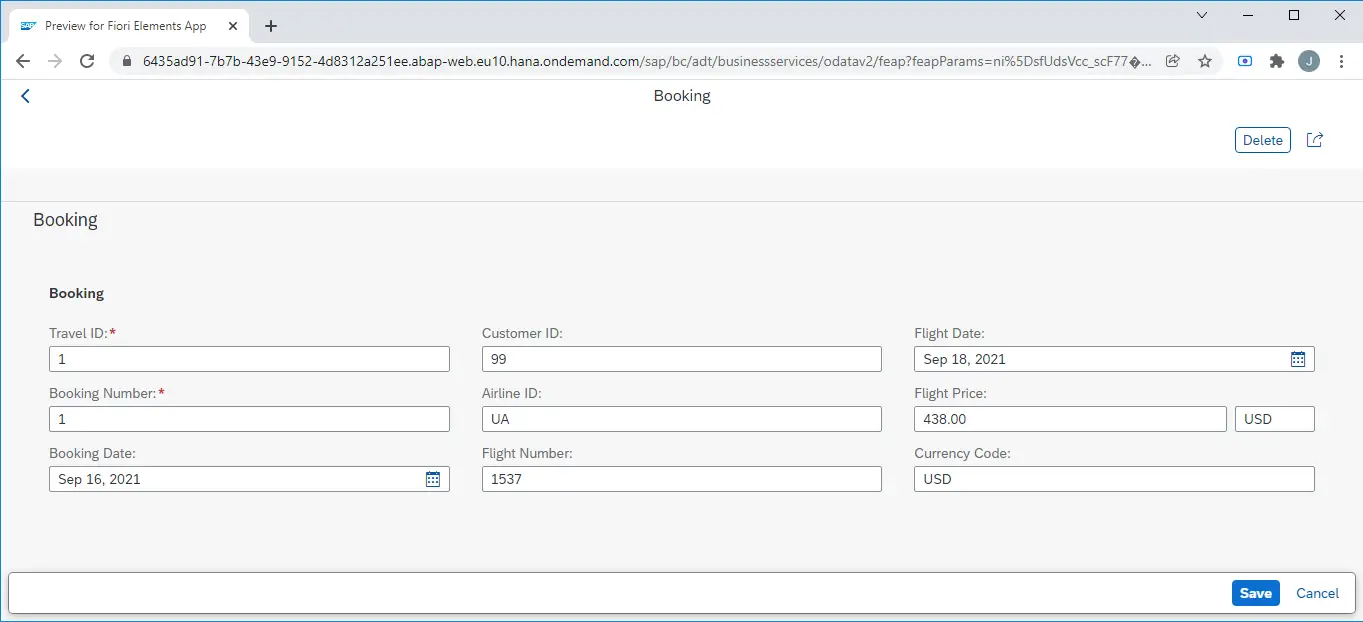 SAP Preview for Fiori Elements App
6435ad91-7b7b-43e9-9152-4d8312a251ee.abap-web.eu10.hana.ondemand.com/sap/bc/adt/businessservices/odatav2/feap?feapParams=ni%5DsfUdsVcc_scF77�...
J
Booking
Delete
Booking
Booking
Travel ID:* Customer ID: Flight Date:
1 99 Sep 18, 2021
Booking Number:* Airline ID: Flight Price:
1 UA 438.00 USD
Booking Date: Flight Number: Currency Code:
Sep 16, 2021 1537 USD
Save Cancel